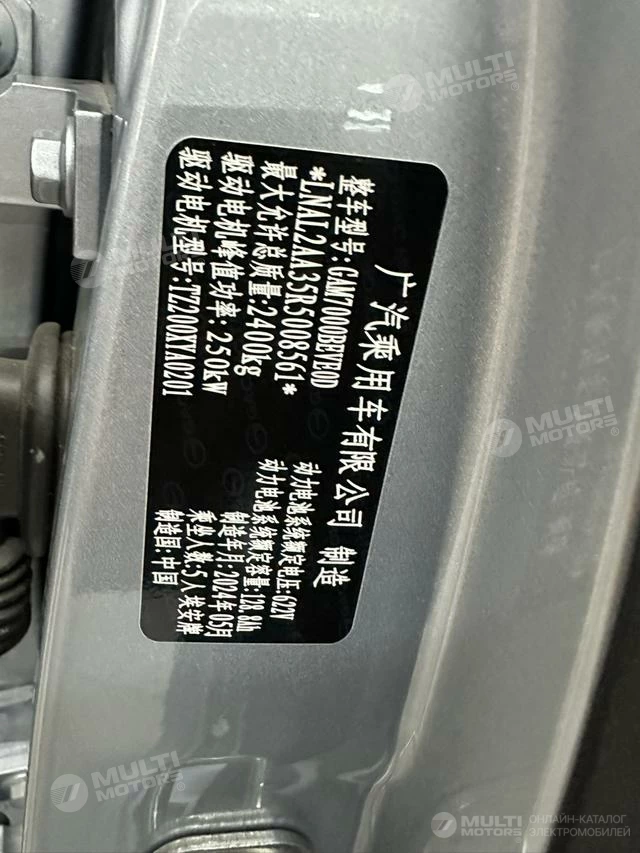 广汽乘用车有限公司 制造
整车型号:GAM7000BEVE0D
*LNAL2AA35R5008561*
最大允许总质量:2400kg
驱动电机峰值功率:250kW
驱动电机型号:TZ200XYA0201
动力电池系统额定电压:622V
动力电池系统额定容量:128.8Ah
制造年月:2024年05月
乘坐人数:5人 埃安牌
制造国:中国
MULTI
MOTORS®
MULTI
MOTORS®
MULTI
MOTORS®
MULTI
MOTORS
ОНЛАЙН-КАТАЛОГ
ЭЛЕКТРОМОБИЛЕЙ